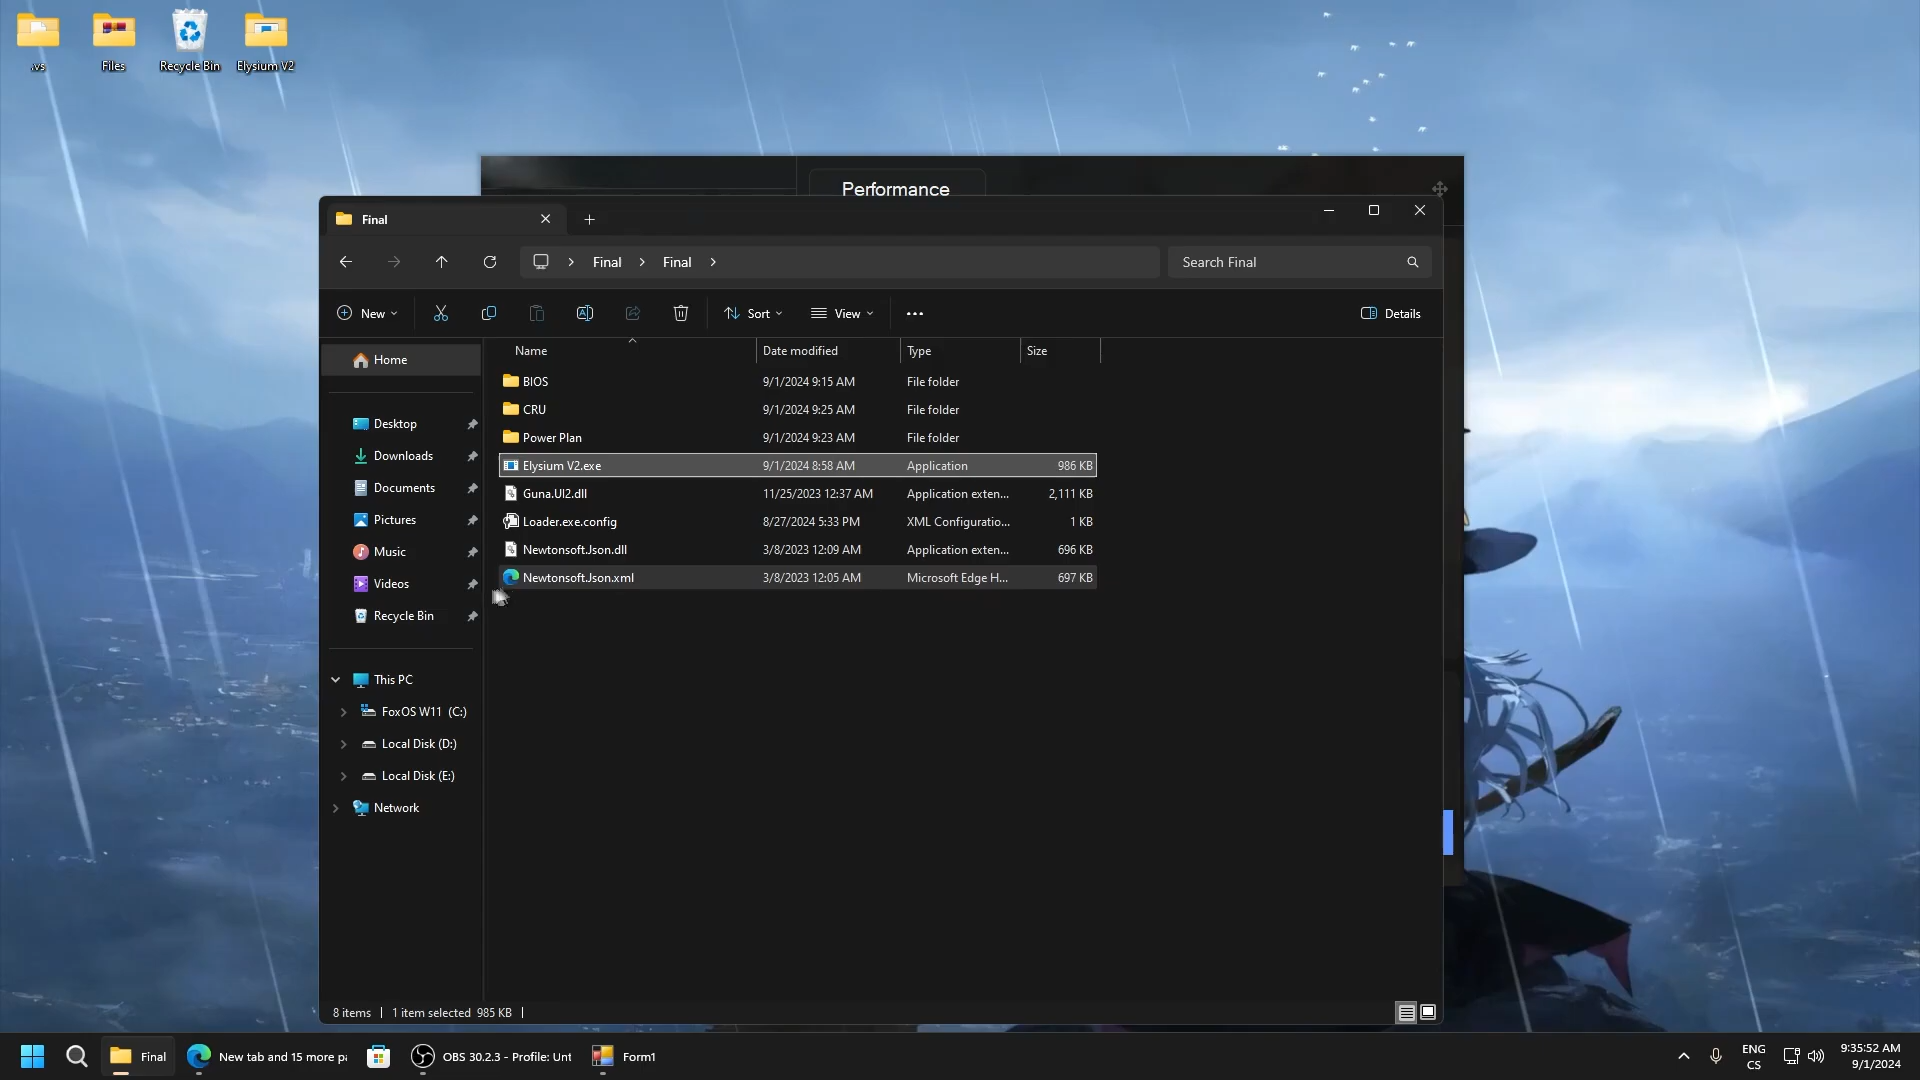 .vs
Files
Recycle Bin
Elysium V2
Performance
Final
Final
Final
Search Final
New
Sort
View
Details
Name
Date modified
Type
Size
Home
BIOS
9/1/2024 9:15 AM
File folder
CRU
9/1/2024 9:25 AM
File folder
Power Plan
9/1/2024 9:23 AM
File folder
Elysium V2.exe
9/1/2024 8:58 AM
Application
986 KB
Guna.UI2.dll
11/25/2023 12:37 AM
Application exten...
2,111 KB
Loader.exe.config
8/27/2024 5:33 PM
XML Configuratio...
1 KB
Newtonsoft.Json.dll
3/8/2023 12:09 AM
Application exten...
696 KB
Newtonsoft.Json.xml
3/8/2023 12:05 AM
Microsoft Edge H...
697 KB
Desktop
Downloads
Documents
Pictures
Music
Videos
Recycle Bin
This PC
FoxOS W11 (C:)
Local Disk (D:)
Local Disk (E:)
Network
8 items
1 item selected 985 KB
Final
New tab and 15 more pa
OBS 30.2.3 - Profile: Unt
Form1
ENG
CS
9:35:52 AM
9/1/2024